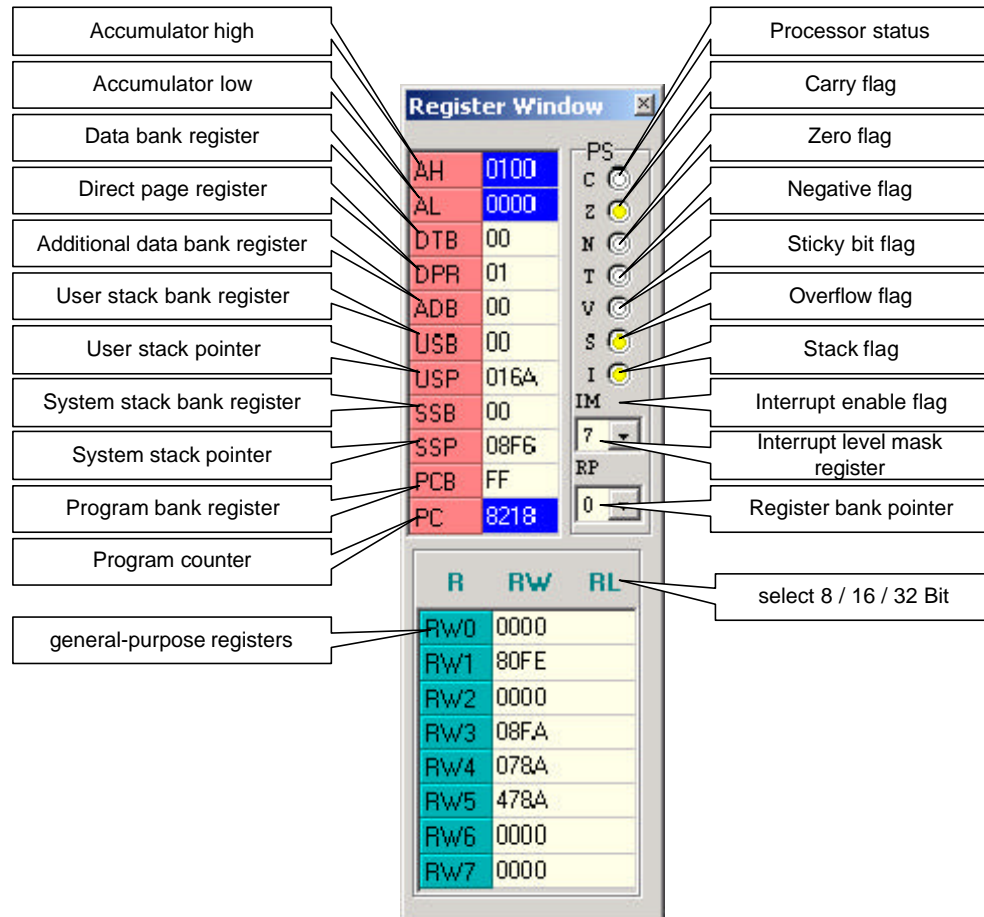 Accumulator high
Accumulator low
Data bank register
Direct page register
Additional data bank register
User stack bank register
User stack pointer
System stack bank register
System stack pointer
Program bank register
Program counter
general-purpose registers
Register Window
AH 0100
AL 0000
DTB 00
DPR 01
ADB 00
USB 00
USP 016A
SSB 00
SSP 08F6
PCB FF
PC 8218
PS
C
Z
N
T
V
S
I
IM
7
RP
0
R RW RL
RW0 0000
RW1 80FE
RW2 0000
RW3 08FA
RW4 078A
RW5 478A
RW6 0000
RW7 0000
Processor status
Carry flag
Zero flag
Negative flag
Sticky bit flag
Overflow flag
Stack flag
Interrupt enable flag
Interrupt level mask
register
Register bank pointer
select 8 / 16 / 32 Bit